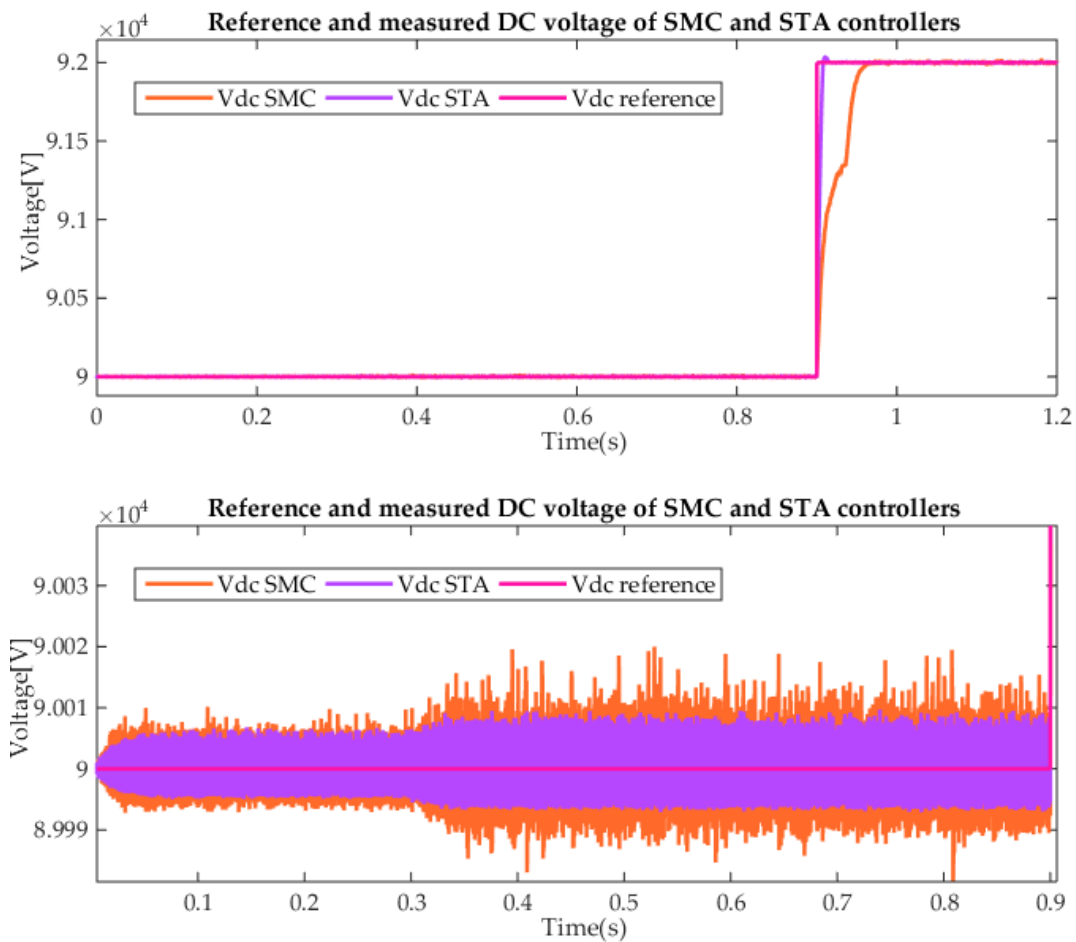 Reference and measured DC voltage of SMC and STA controllers
×10⁴
Vdc SMC Vdc STA Vdc reference
Voltage[V]
9.2
9.15
9.1
9.05
9
0 0.2 0.4 0.6 0.8 1 1.2
Time(s)
Reference and measured DC voltage of SMC and STA controllers
×10⁴
Vdc SMC Vdc STA Vdc reference
Voltage[V]
9.003
9.002
9.001
9
8.999
0.1 0.2 0.3 0.4 0.5 0.6 0.7 0.8 0.9
Time(s)